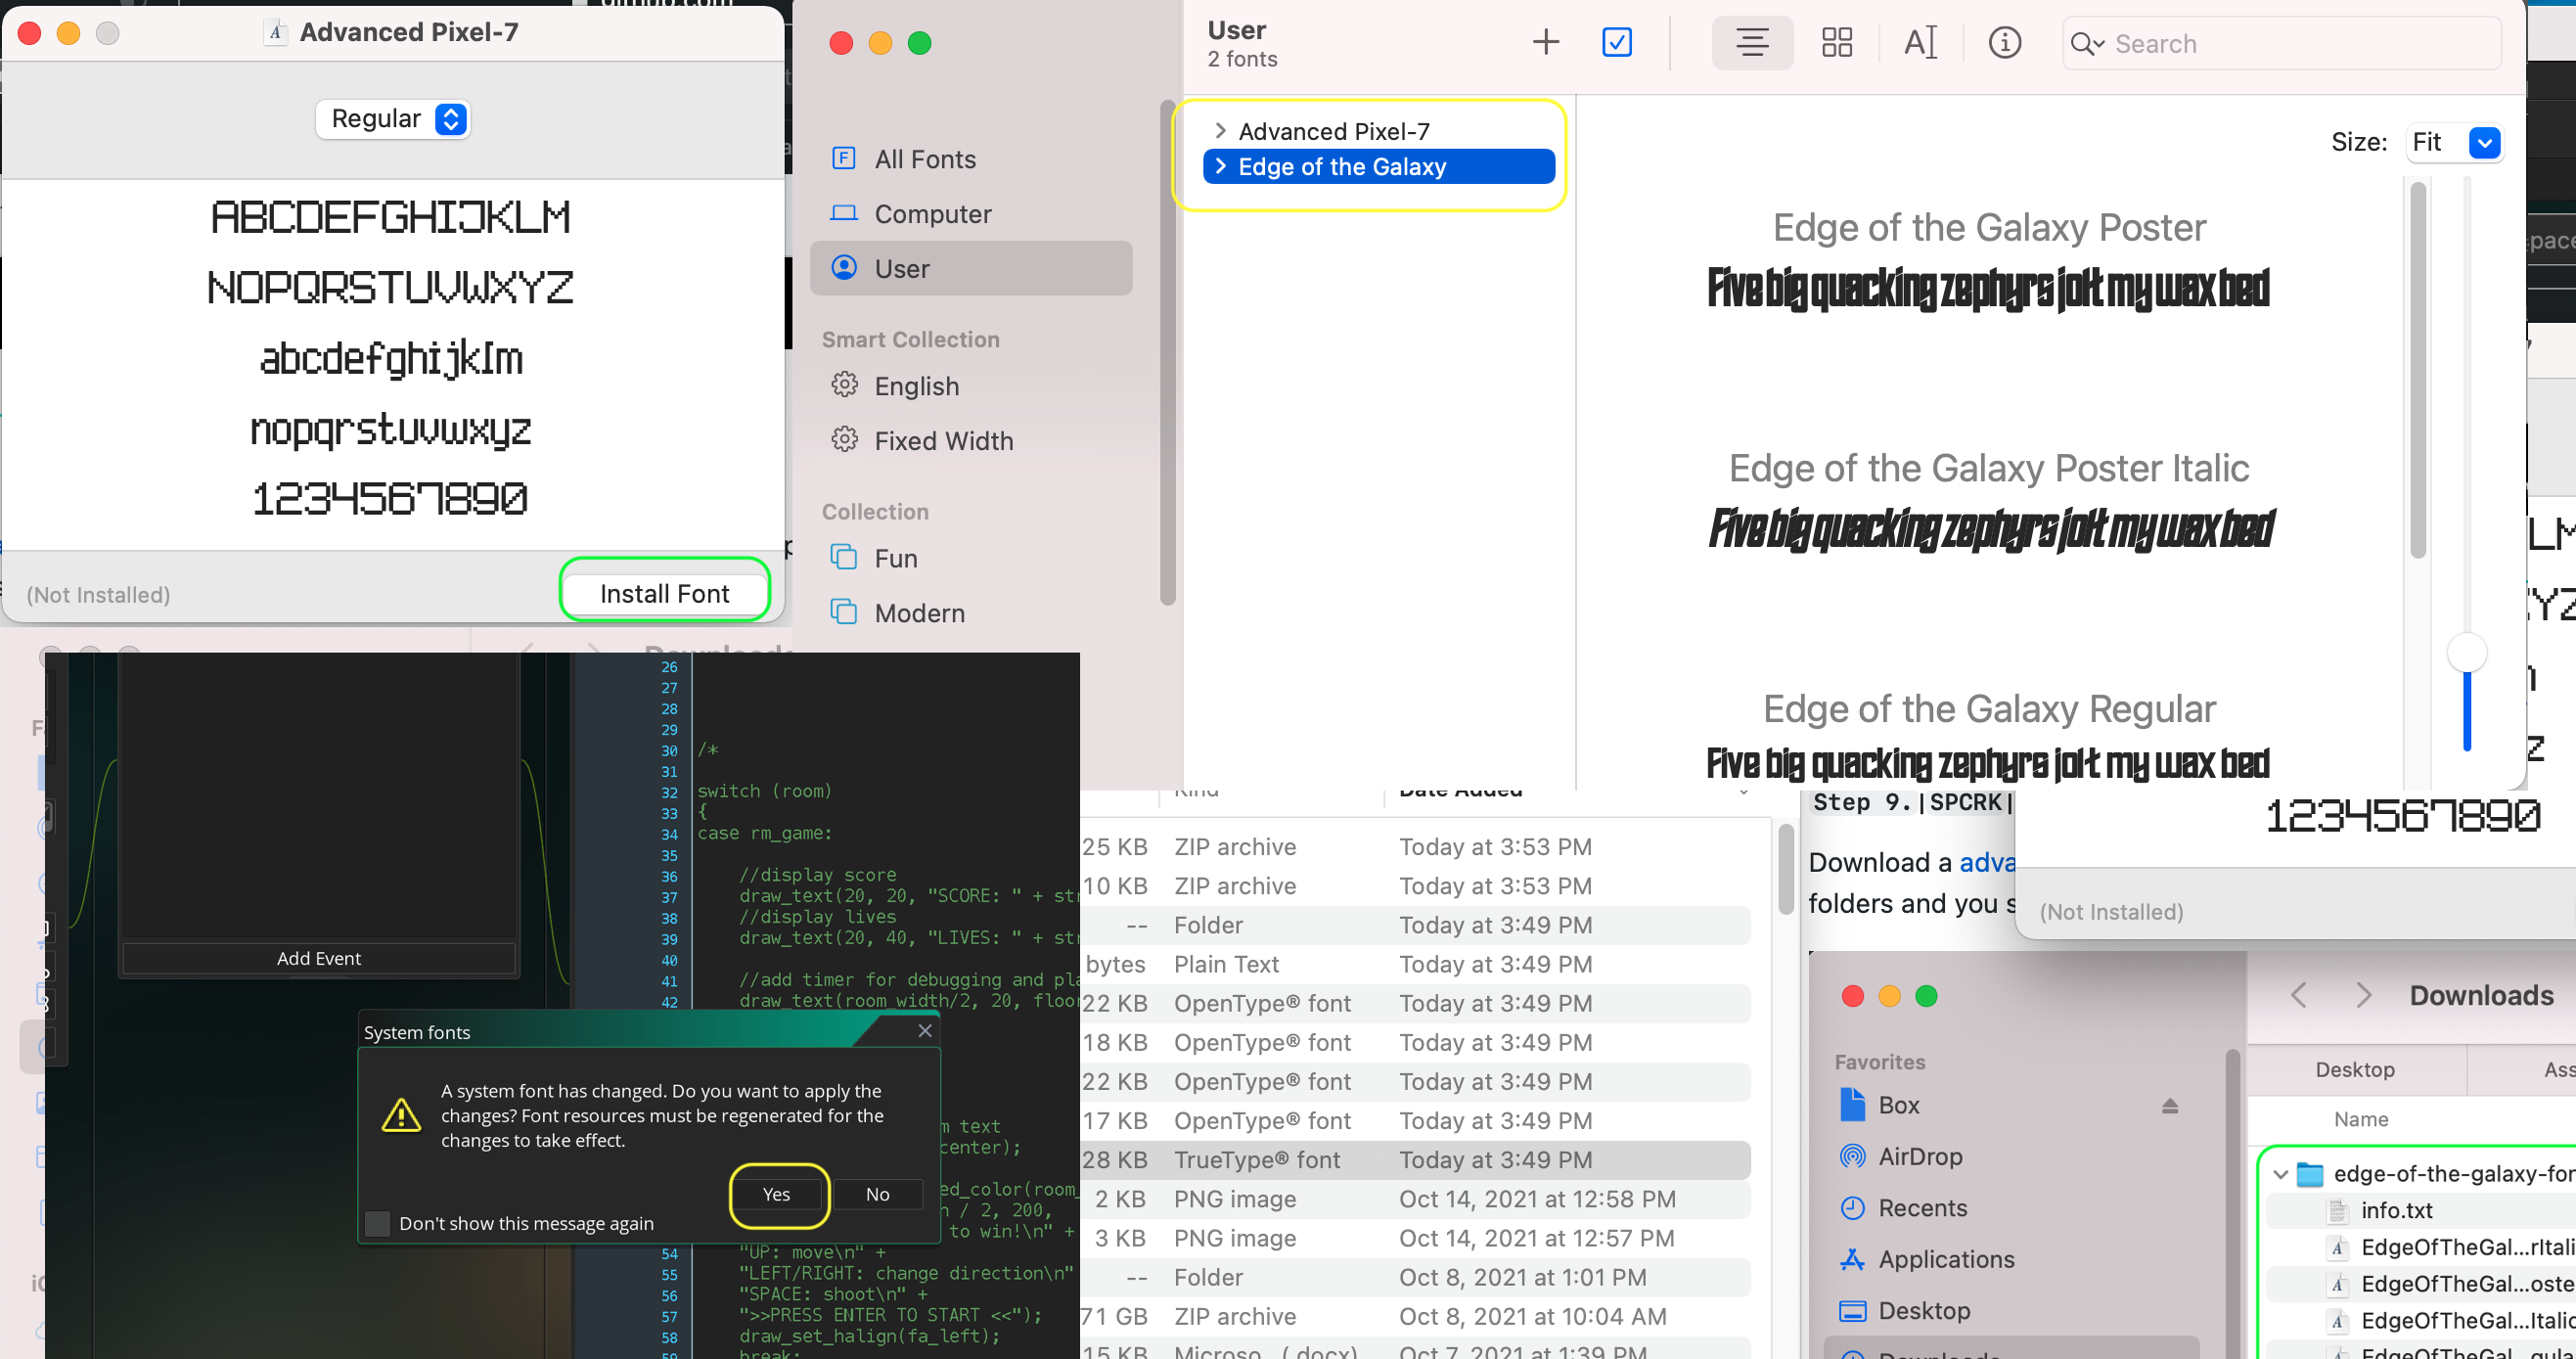 Advanced Pixel-7
Regular
ABCDEFGHIJKLM
NOPQRSTUVWXYZ
abcdefghijklm
nopqrstuvwxyz
1234567890
(Not Installed)
Install Font
User
2 fonts
Search
All Fonts
Computer
User
Smart Collection
English
Fixed Width
Collection
Fun
Modern
Advanced Pixel-7
Edge of the Galaxy
Size: Fit
Edge of the Galaxy Poster
Five big quacking zephyrs jolt my wax bed
Edge of the Galaxy Poster Italic
Five big quacking zephyrs jolt my wax bed
Edge of the Galaxy Regular
Five big quacking zephyrs jolt my wax bed
Add Event
26
27
28
29
30 /*
31
32 switch (room)
33 {
34 case rm_game:
35
36 //display score
37 draw_text(20, 20, "SCORE: " + str
38 //display lives
39 draw_text(20, 40, "LIVES: " + str
40
41 //add timer for debugging and pla
42 draw_text(room_width/2, 20, floor
m text
center);
ed_color(room_
n / 2, 200,
to win!\n" +
54 "UP: move\n" +
55 "LEFT/RIGHT: change direction\n"
56 "SPACE: shoot\n" +
57 ">>PRESS ENTER TO START <<");
58 draw_set_halign(fa_left);
59 break;
System fonts
A system font has changed. Do you want to apply the
changes? Font resources must be regenerated for the
changes to take effect.
Yes No
Don't show this message again
Kind Date Added
25 KB ZIP archive Today at 3:53 PM
10 KB ZIP archive Today at 3:53 PM
-- Folder Today at 3:49 PM
bytes Plain Text Today at 3:49 PM
22 KB OpenType® font Today at 3:49 PM
18 KB OpenType® font Today at 3:49 PM
22 KB OpenType® font Today at 3:49 PM
17 KB OpenType® font Today at 3:49 PM
28 KB TrueType® font Today at 3:49 PM
2 KB PNG image Oct 14, 2021 at 12:58 PM
3 KB PNG image Oct 14, 2021 at 12:57 PM
-- Folder Oct 8, 2021 at 1:01 PM
71 GB ZIP archive Oct 8, 2021 at 10:04 AM
15 KB Microso...(.docx) Oct 7, 2021 at 1:39 PM
Step 9.|SPCRK|
Download a adva
folders and you s
1234567890
(Not Installed)
Downloads
Favorites
Box
AirDrop
Recents
Applications
Desktop
Downloads
Desktop Ass
Name
edge-of-the-galaxy-fon
info.txt
EdgeOfTheGal...rItali
EdgeOfTheGal...oste
EdgeOfTheGal...Italic
EdgeOfTheGal...gula